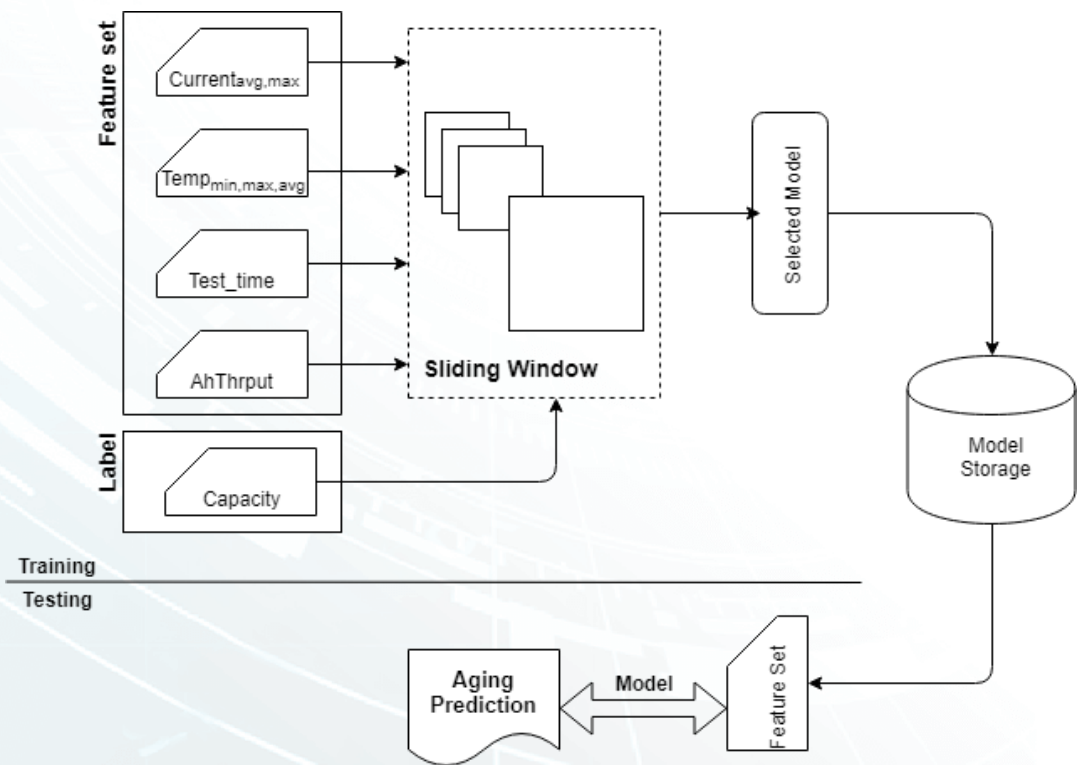 Feature set
Currentavg,max
Tempmin,max,avg
Test_time
AhThrput
Label
Capacity
Sliding Window
Selected Model
Model
Storage
Training
Testing
Aging
Prediction
Model
Feature Set